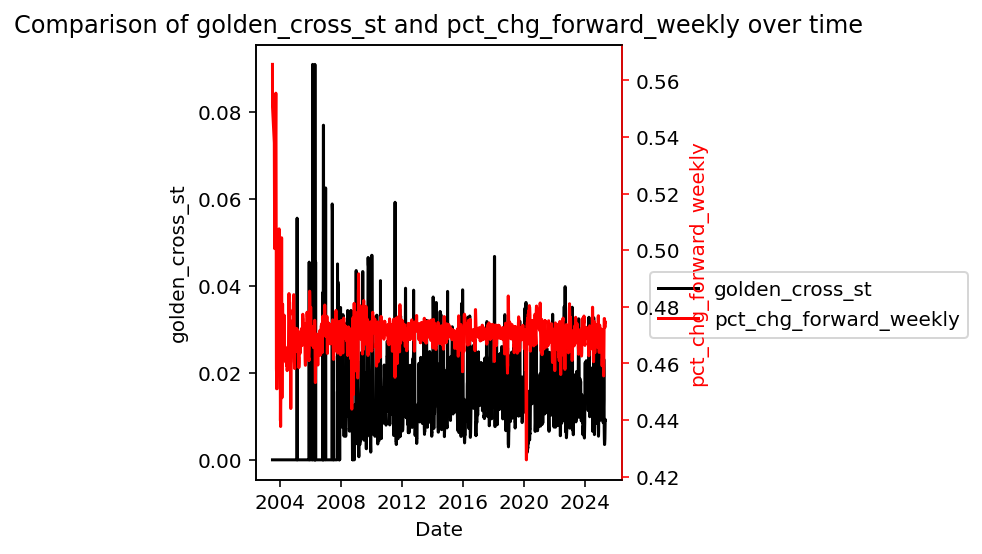 Comparison of golden_cross_st and pct_chg_forward_weekly over time
0.08
0.06
0.04
0.02
0.00
golden_cross_st
2004 2008 2012 2016 2020 2024
Date
0.56
0.54
0.52
0.50
0.48
0.46
0.44
0.42
pct_chg_forward_weekly
golden_cross_st
pct_chg_forward_weekly